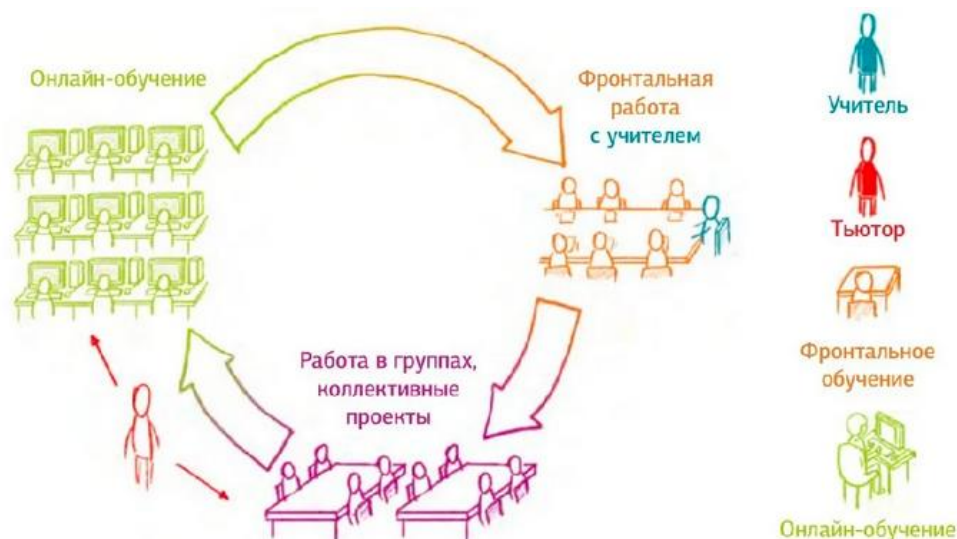 Онлайн-обучение
Фронтальная
работа
с учителем
Работа в группах,
коллективные
проекты
Учитель
Тьютор
Фронтальное
обучение
Онлайн-обучение